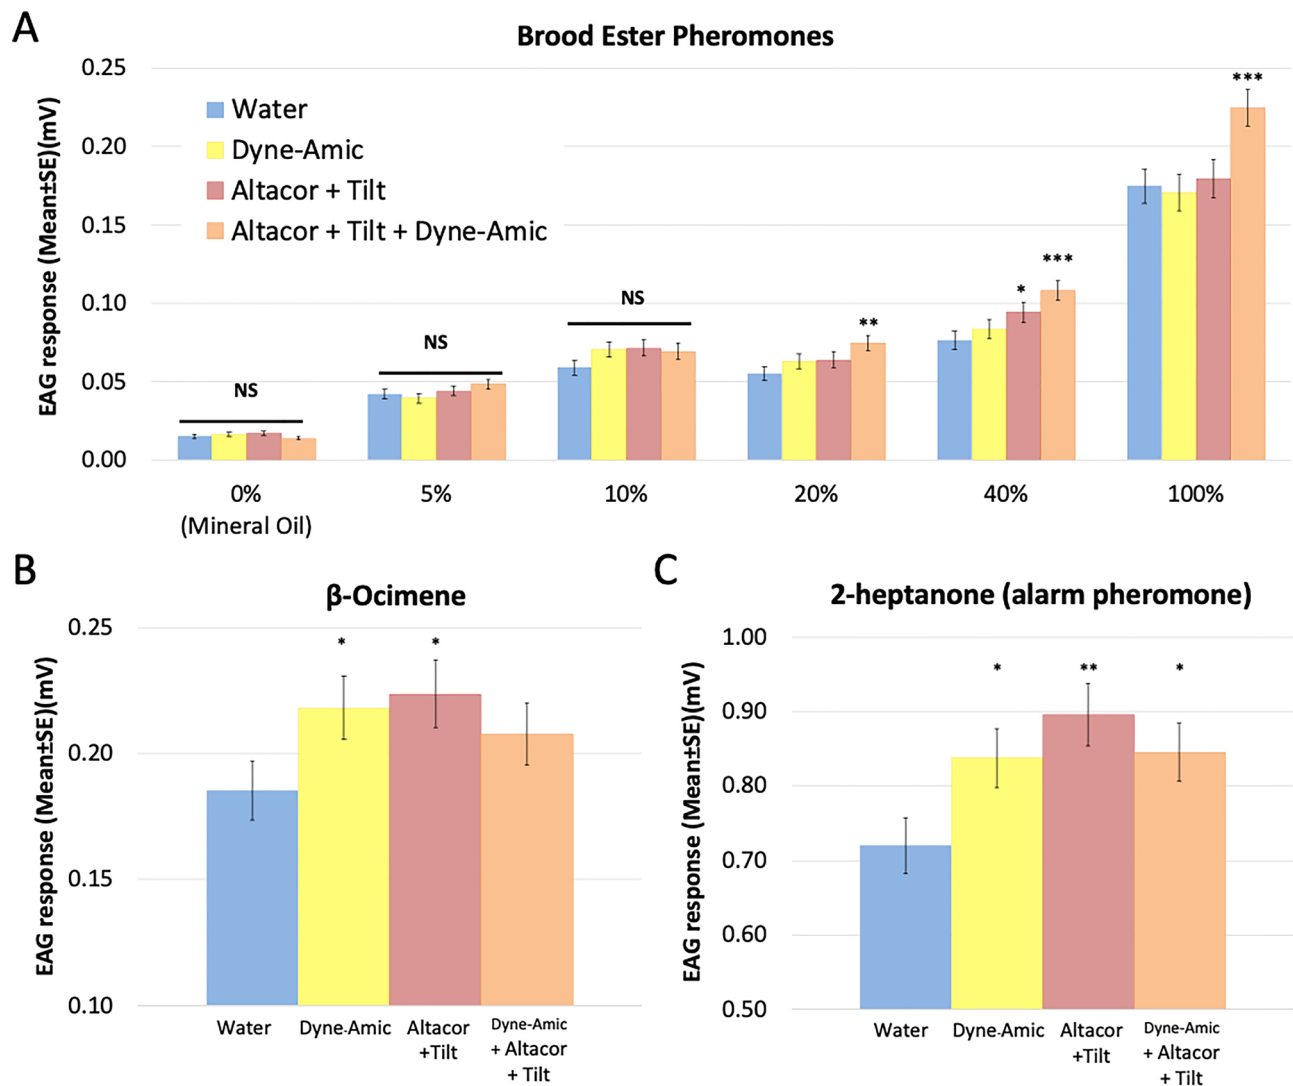 A
Brood Ester Pheromones
EAG response (Mean±SE)(mV)
0.25
0.20
0.15
0.10
0.05
0.00
Water
Dyne-Amic
Altacor + Tilt
Altacor + Tilt + Dyne-Amic
NS
NS
NS
**
*
***
***
0%
(Mineral Oil)
5%
10%
20%
40%
100%
B
β-Ocimene
EAG response (Mean±SE)(mV)
0.25
0.20
0.15
0.10
*
*
Water
Dyne-Amic
Altacor
+Tilt
Dyne-Amic
+ Altacor
+ Tilt
C
2-heptanone (alarm pheromone)
EAG response (Mean±SE)(mV)
1.00
0.90
0.80
0.70
0.60
0.50
*
**
*
Water
Dyne-Amic
Altacor
+Tilt
Dyne-Amic
+ Altacor
+ Tilt